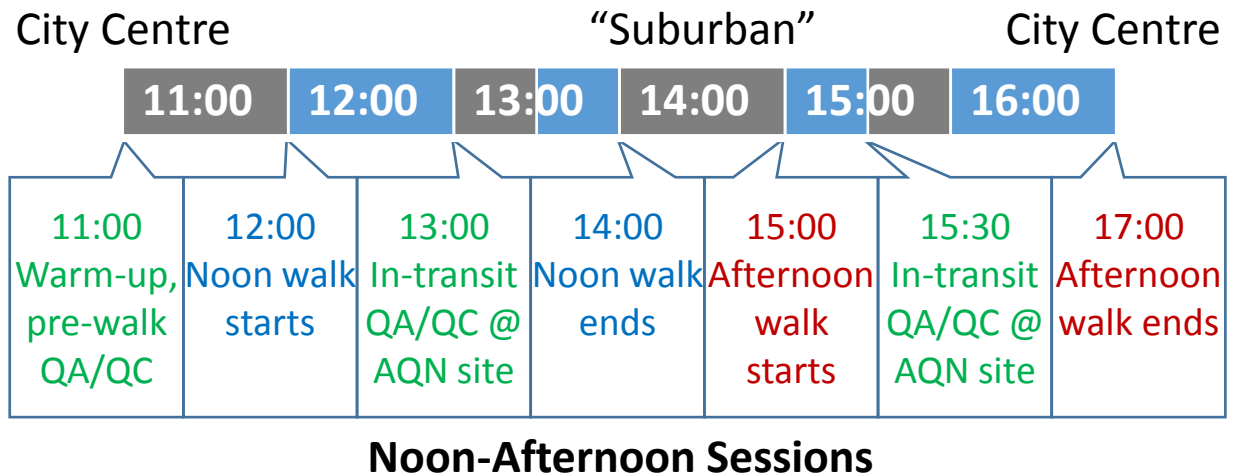 City Centre “Suburban” City Centre
11:00 12:00 13:00 14:00 15:00 16:00
11:00
Warm-up,
pre-walk
QA/QC
12:00
Noon walk
starts
13:00
In-transit
QA/QC @
AQN site
14:00
Noon walk
ends
15:00
Afternoon
walk
starts
15:30
In-transit
QA/QC @
AQN site
17:00
Afternoon
walk ends
Noon-Afternoon Sessions